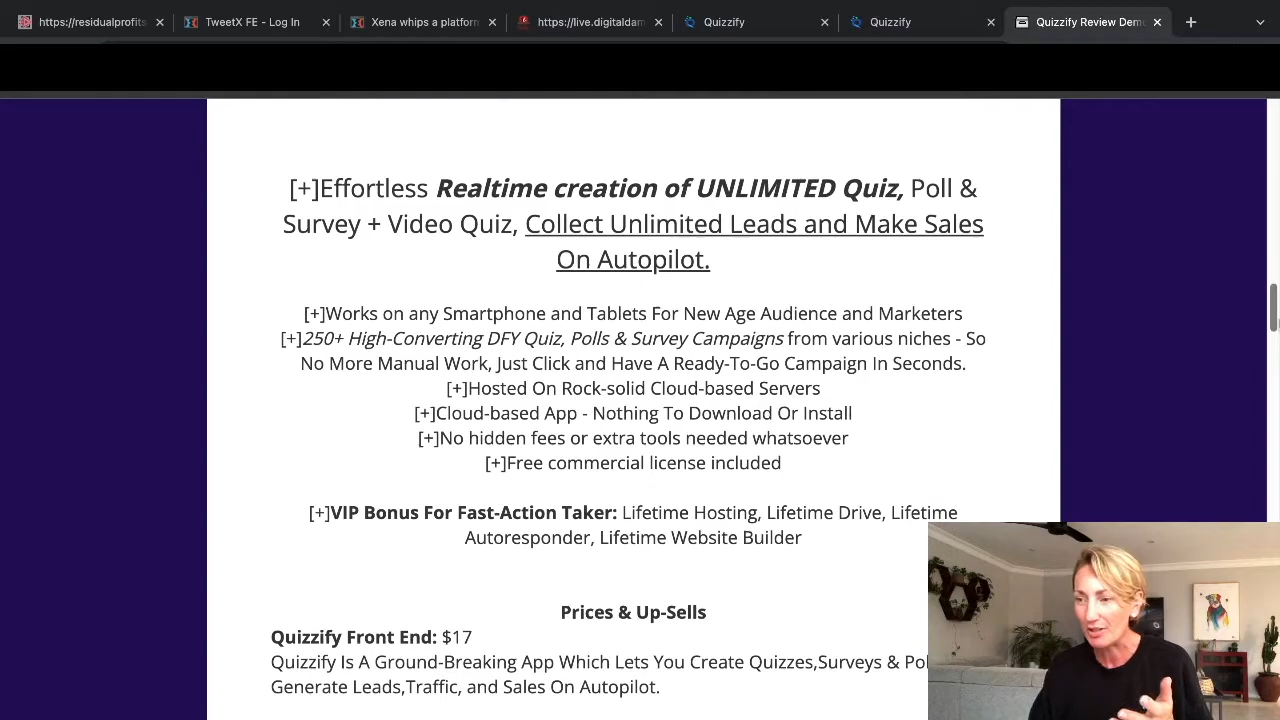 https://residualprofits
TweetX FE - Log In
Xena whips a platforn
https://live.digitaldam
Quizzify
Quizzify
Quizzify Review Demo
[+]Effortless Realtime creation of UNLIMITED Quiz, Poll &
Survey + Video Quiz, Collect Unlimited Leads and Make Sales
On Autopilot.
[+]Works on any Smartphone and Tablets For New Age Audience and Marketers
[+]250+ High-Converting DFY Quiz, Polls & Survey Campaigns from various niches - So
No More Manual Work, Just Click and Have A Ready-To-Go Campaign In Seconds.
[+]Hosted On Rock-solid Cloud-based Servers
[+]Cloud-based App - Nothing To Download Or Install
[+]No hidden fees or extra tools needed whatsoever
[+]Free commercial license included
[+]VIP Bonus For Fast-Action Taker: Lifetime Hosting, Lifetime Drive, Lifetime
Autoresponder, Lifetime Website Builder
Prices & Up-Sells
Quizzify Front End: $17
Quizzify Is A Ground-Breaking App Which Lets You Create Quizzes,Surveys & Pol
Generate Leads,Traffic, and Sales On Autopilot.